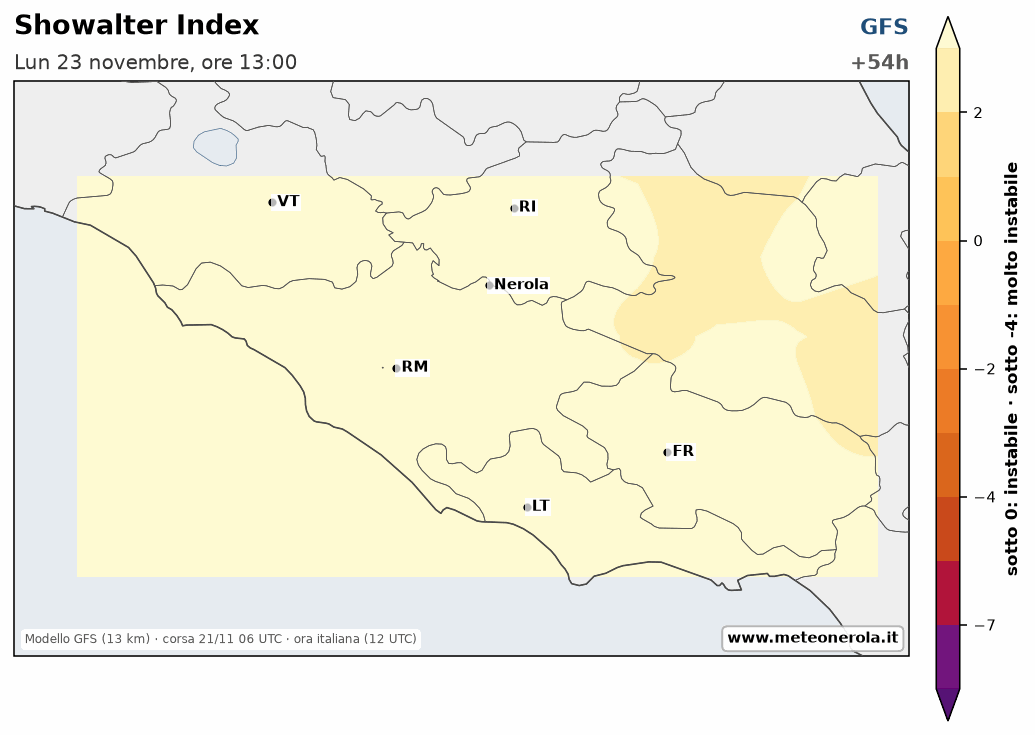 Showalter Index
GFS
Lun 23 novembre, ore 13:00
+54h
2
0
−2
−4
−7
sotto 0: instabile · sotto -4: molto instabile
VT
RI
Nerola
RM
FR
LT
Modello GFS (13 km) · corsa 21/11 06 UTC · ora italiana (12 UTC)
www.meteonerola.it